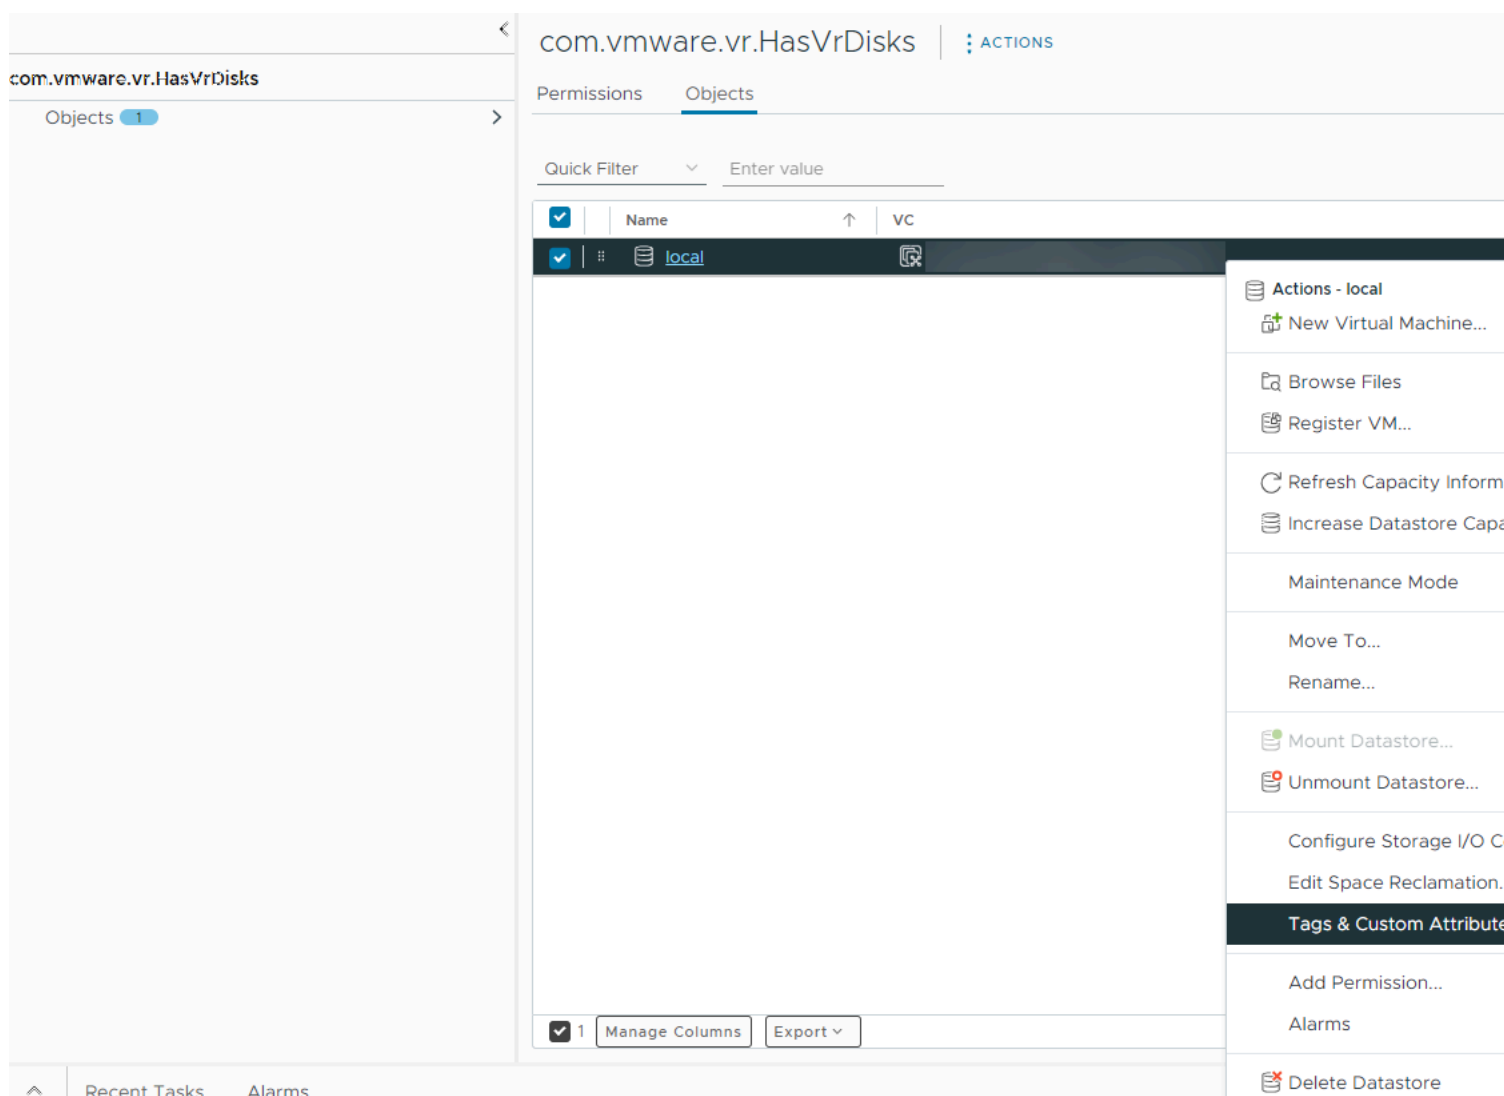 com.vmware.vr.HasVrDisks
Objects 1
com.vmware.vr.HasVrDisks
ACTIONS
Permissions Objects
Quick Filter Enter value
Name VC
local
Actions - local
New Virtual Machine...
Browse Files
Register VM...
Refresh Capacity Inform
Increase Datastore Capa
Maintenance Mode
Move To...
Rename...
Mount Datastore...
Unmount Datastore...
Configure Storage I/O C
Edit Space Reclamation.
Tags & Custom Attribute
Add Permission...
Alarms
Delete Datastore
1 Manage Columns Export
Recent Tasks Alarms